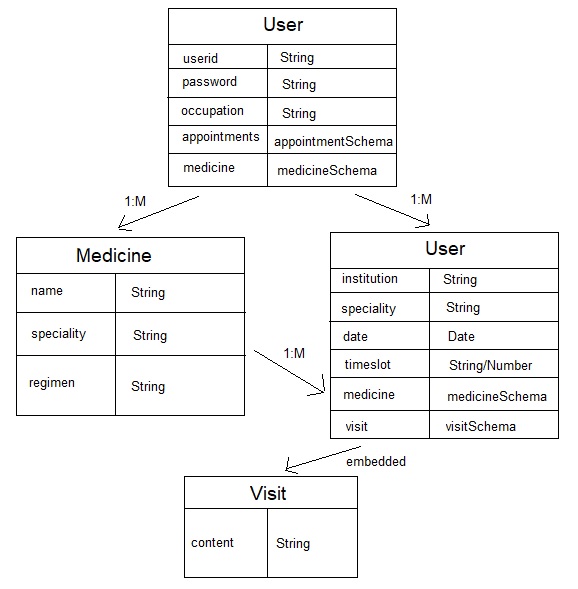 User
userid String
password String
occupation String
appointments appointmentSchema
medicine medicineSchema
1:M 1:M
Medicine
name String
speciality String
regimen String
1:M
User
institution String
speciality String
date Date
timeslot String/Number
medicine medicineSchema
visit visitSchema
embedded
Visit
content String